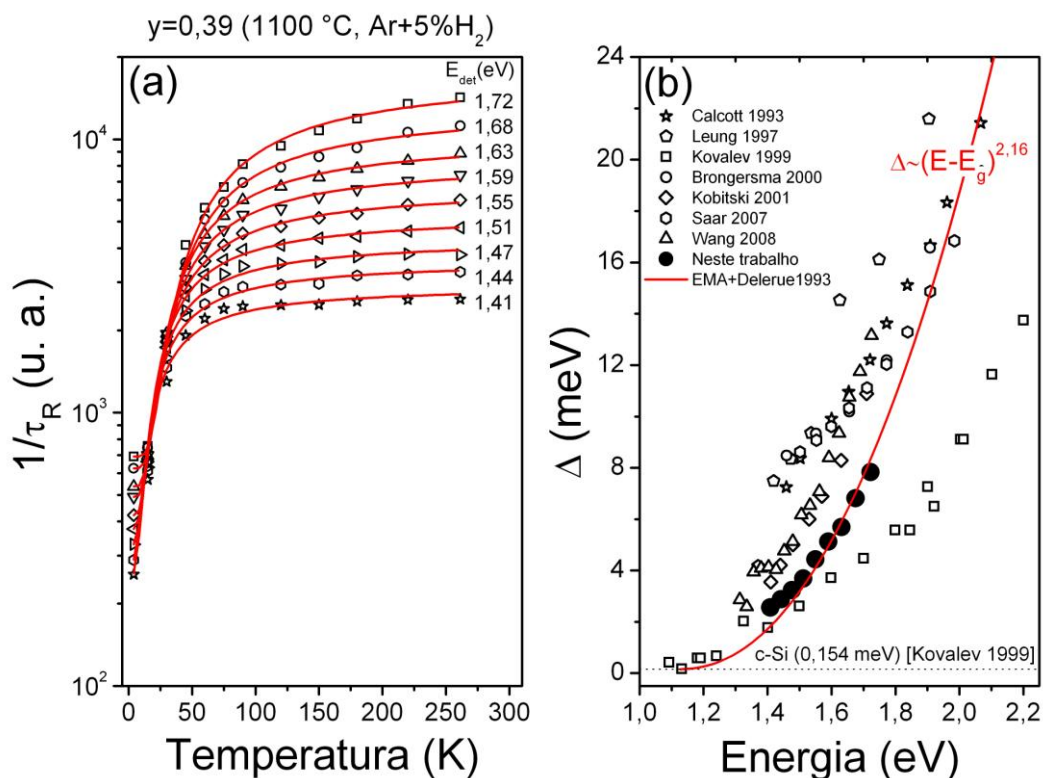 y=0,39 (1100 °C, Ar+5%H2)
(a)
Edet(eV)
1,72
1,68
1,63
1,59
1,55
1,51
1,47
1,44
1,41
10^4
10^3
10^2
1/τR (u. a.)
0 50 100 150 200 250 300
Temperatura (K)
(b)
Calcott 1993
Leung 1997
Kovalev 1999
Brongersma 2000
Kobitski 2001
Saar 2007
Wang 2008
Neste trabalho
EMA+Delerue1993
Δ~(E-Eg)^2,16
c-Si (0,154 meV) [Kovalev 1999]
24
20
16
12
8
4
0
Δ (meV)
1,0 1,2 1,4 1,6 1,8 2,0 2,2
Energia (eV)